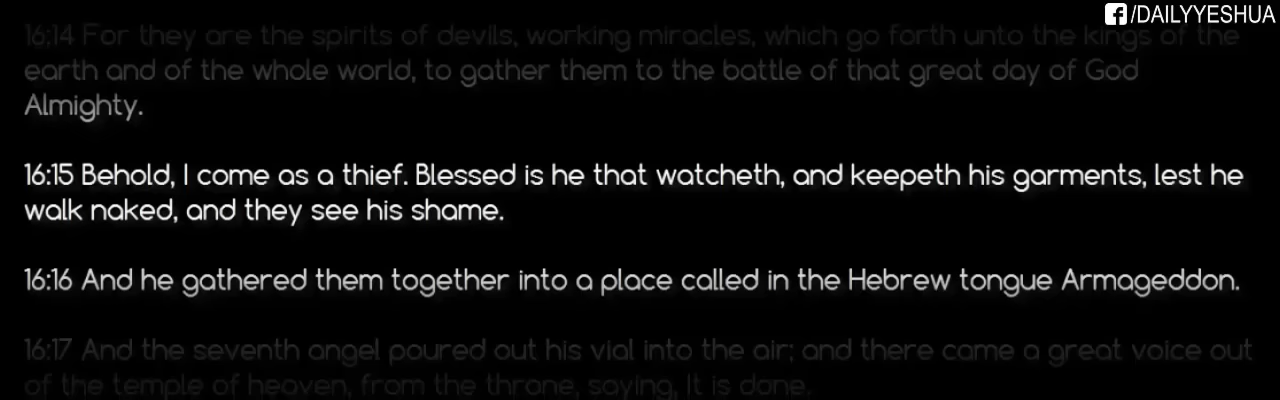 /DAILYYESHUA
16:14 For they are the spirits of devils, working miracles, which go forth unto the kings of the
earth and of the whole world, to gather them to the battle of that great day of God
Almighty.
16:15 Behold, I come as a thief. Blessed is he that watcheth, and keepeth his garments, lest he
walk naked, and they see his shame.
16:16 And he gathered them together into a place called in the Hebrew tongue Armageddon.
16:17 And the seventh angel poured out his vial into the air; and there came a great voice out
of the temple of heaven, from the throne, saying, It is done.